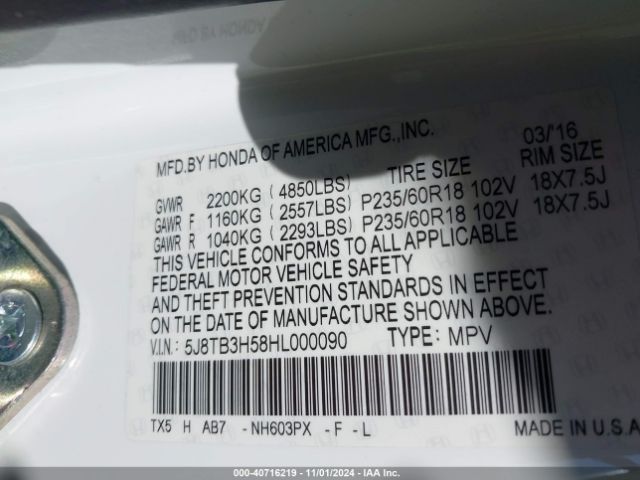 MFD.BY HONDA OF AMERICA MFG.,INC. 03/'16
TIRE SIZE RIM SIZE
GVWR 2200KG ( 4850LBS)
GAWR F 1160KG ( 2557LBS) P235/60R18 102V 18X7.5J
GAWR R 1040KG ( 2293LBS) P235/60R18 102V 18X7.5J
THIS VEHICLE CONFORMS TO ALL APPLICABLE
FEDERAL MOTOR VEHICLE SAFETY
AND THEFT PREVENTION STANDARDS IN EFFECT
ON THE DATE OF MANUFACTURE SHOWN ABOVE.
V.I.N.: 5J8TB3H58HL000090 TYPE: MPV
TX5 H AB7 -NH603PX -F -L MADE IN U.S.A
000-40716219 - 11/01/2024 - IAA Inc.